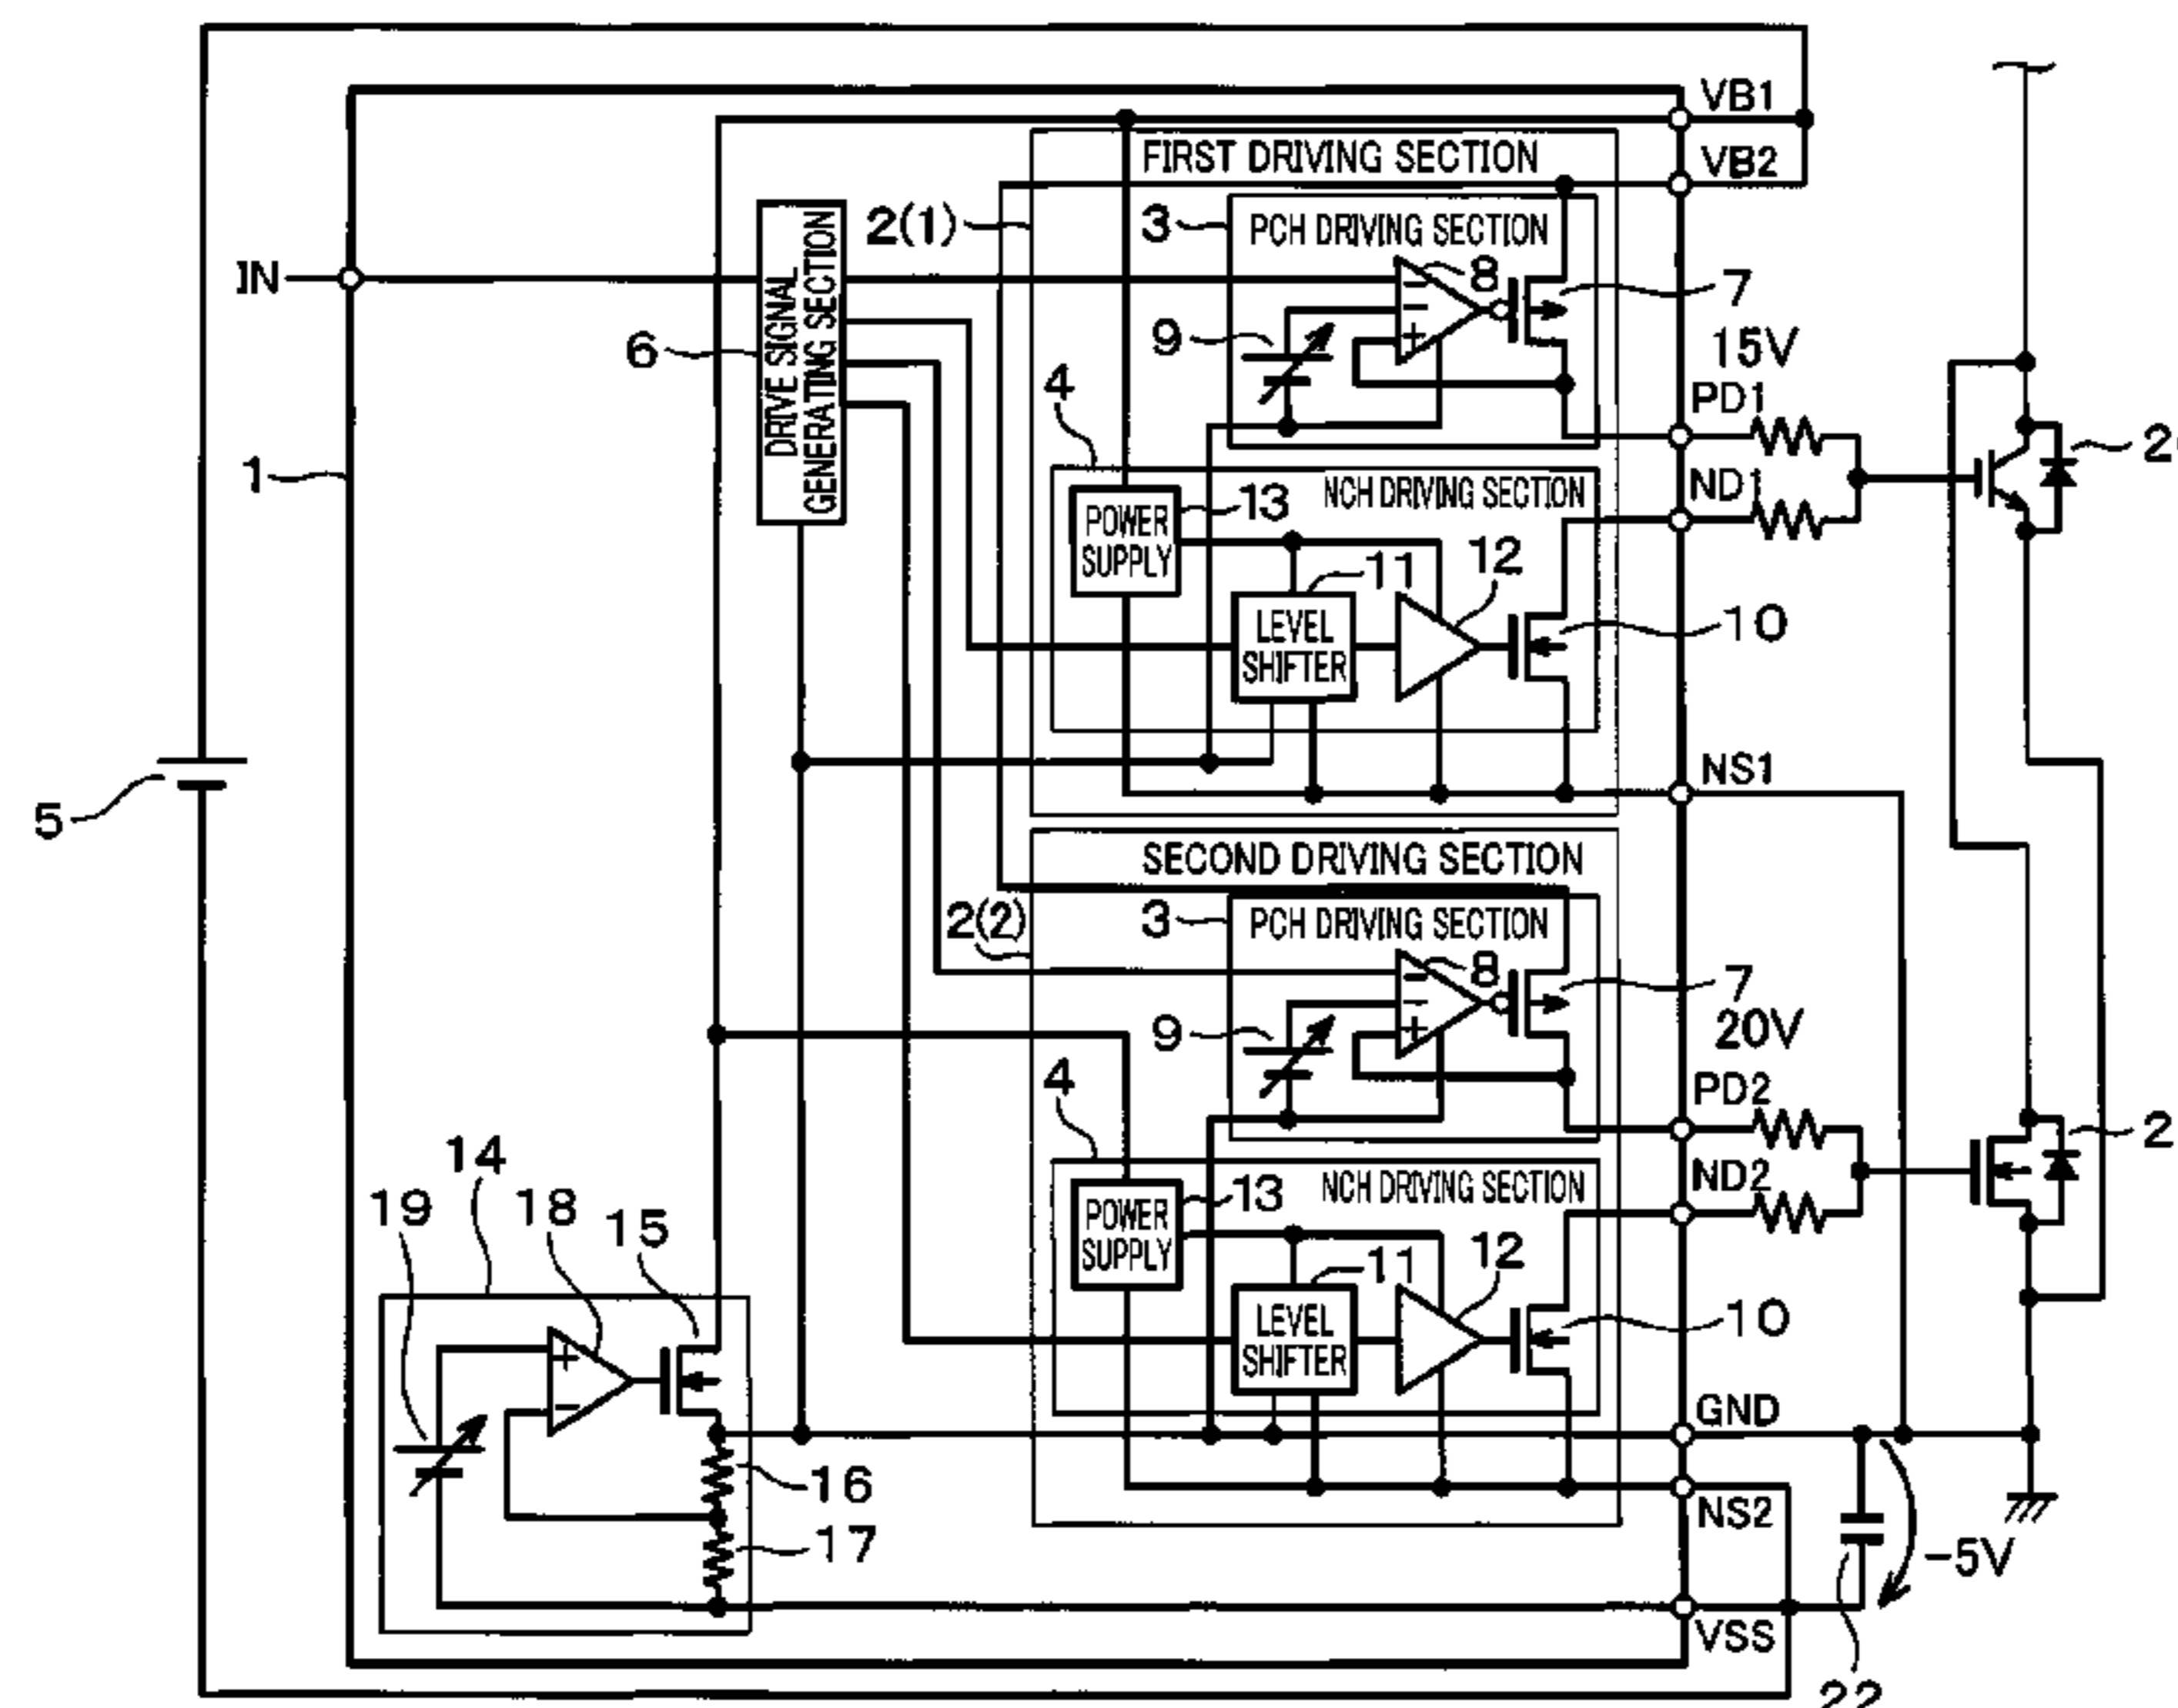 VB1
FIRST DRIVING SECTION
VB2
2(1)
3
PCH DRIVING SECTION
IN
DRIVE SIGNAL
GENERATING SECTION
8
−
−
+
7
6
9
15V
4
PD1
1
NCH DRIVING SECTION
ND1
POWER
SUPPLY
13
11
12
LEVEL
SHIFTER
10
5
NS1
SECOND DRIVING SECTION
2(2)
3
PCH DRIVING SECTION
8
−
−
+
7
9
20V
4
PD2
14
2
19
18
15
NCH DRIVING SECTION
ND2
POWER
SUPPLY
13
11
12
LEVEL
SHIFTER
10
+
−
GND
16
NS2
17
-5V
VSS
22